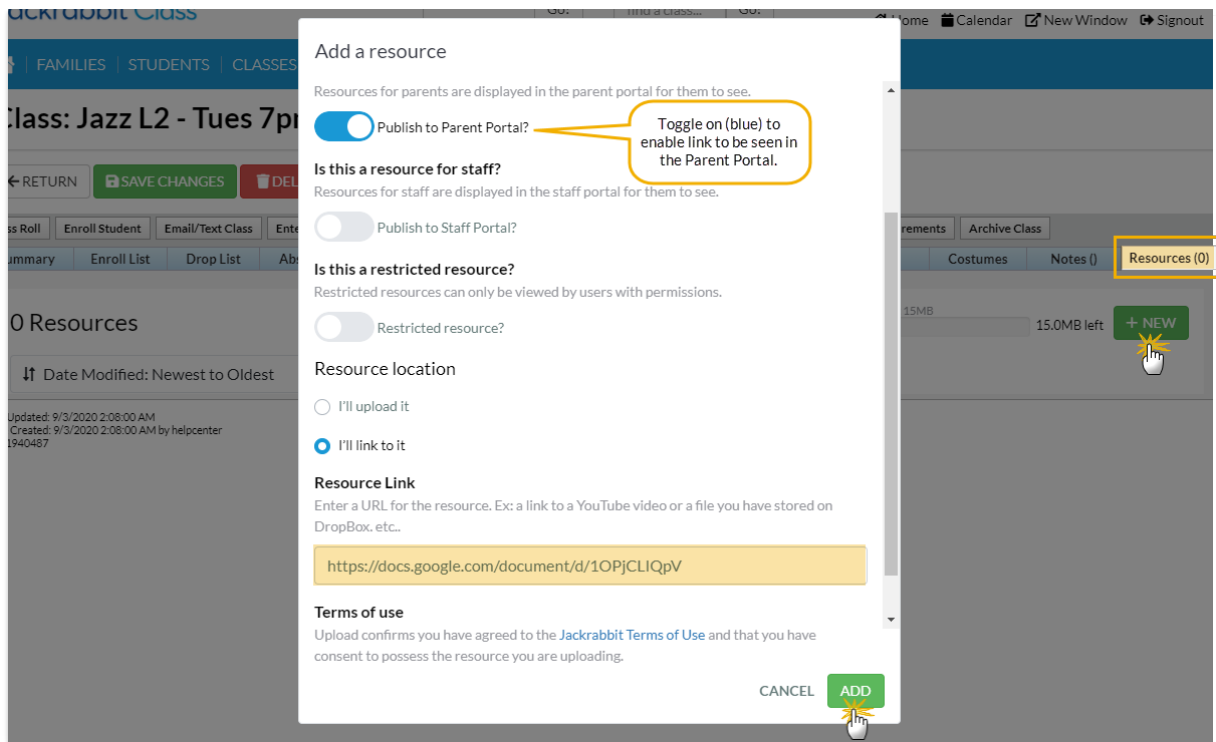 Jackrabbit Class
Go!
find a class...
Go!
Home Calendar New Window Signout
FAMILIES | STUDENTS | CLASSES
Class: Jazz L2 - Tues 7p
RETURN
SAVE CHANGES
DEL
ss Roll
Enroll Student
Email/Text Class
Ente
rements
Archive Class
ummary
Enroll List
Drop List
Abs
Costumes
Notes ()
Resources (0)
0 Resources
15MB
15.0MB left
+ NEW
Date Modified: Newest to Oldest
Updated: 9/3/2020 2:08:00 AM
Created: 9/3/2020 2:08:00 AM by helpcenter
1940487
Add a resource
Resources for parents are displayed in the parent portal for them to see.
Publish to Parent Portal?
Toggle on (blue) to
enable link to be seen in
the Parent Portal.
Is this a resource for staff?
Resources for staff are displayed in the staff portal for them to see.
Publish to Staff Portal?
Is this a restricted resource?
Restricted resources can only be viewed by users with permissions.
Restricted resource?
Resource location
I'll upload it
I'll link to it
Resource Link
Enter a URL for the resource. Ex: a link to a YouTube video or a file you have stored on
DropBox. etc..
https://docs.google.com/document/d/1OPjCLIQpV
Terms of use
Upload confirms you have agreed to the Jackrabbit Terms of Use and that you have
consent to possess the resource you are uploading.
CANCEL
ADD